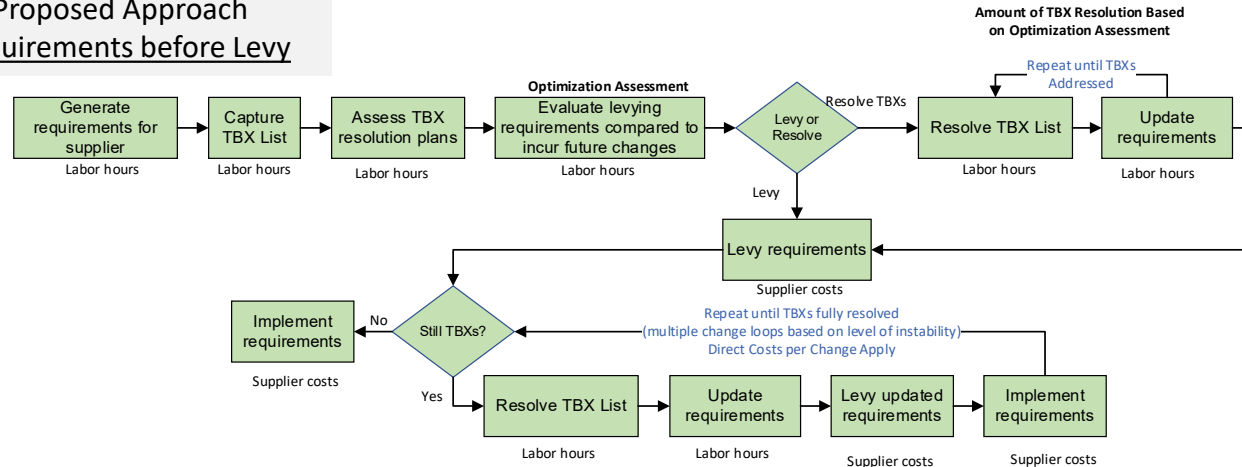 Proposed Approach
before Levy
Amount of TBX Resolution Based
on Optimization Assessment
Repeat until TBXs
Addressed
Optimization Assessment
Generate
requirements for
supplier
Labor hours
Capture
TBX List
Labor hours
Assess TBX
resolution plans
Labor hours
Evaluate levying
requirements compared to
incur future changes
Labor hours
Levy or
Resolve
Resolve TBXs
Resolve TBX List
Labor hours
Update
requirements
Labor hours
Levy
Levy requirements
Supplier costs
Implement
requirements
Supplier costs
No
Still TBXs?
Repeat until TBXs fully resolved
(multiple change loops based on level of instability)
Direct Costs per Change Apply
Yes
Resolve TBX List
Labor hours
Update
requirements
Labor hours
Levy updated
requirements
Supplier costs
Implement
requirements
Supplier costs